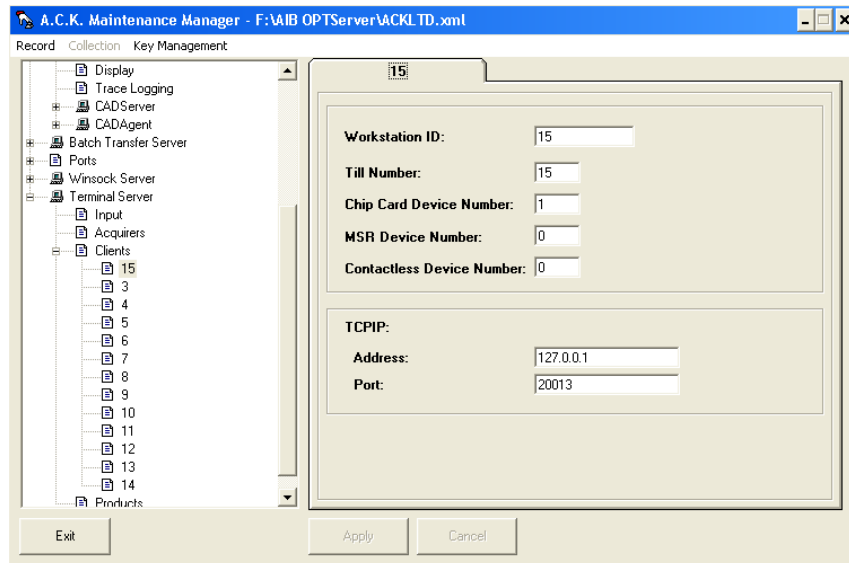 A.C.K. Maintenance Manager - F:\AIB OPTServer\ACKLTD.xml
Record Collection Key Management
Display
Trace Logging
CADServer
CADAgent
Batch Transfer Server
Ports
Winsock Server
Terminal Server
Input
Acquirers
Clients
15
3
4
5
6
7
8
9
10
11
12
13
14
Products
15
Workstation ID: 15
Till Number: 15
Chip Card Device Number: 1
MSR Device Number: 0
Contactless Device Number: 0
TCPIP:
Address: 127.0.0.1
Port: 20013
Exit Apply Cancel